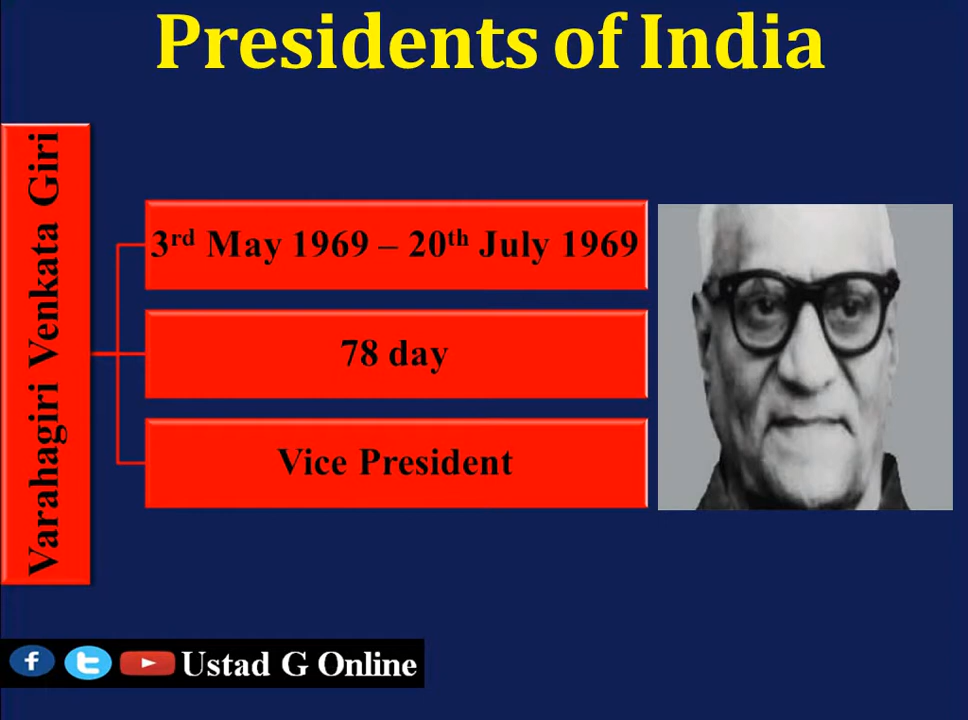 Presidents of India
Varahagiri Venkata Giri
3rd May 1969 – 20th July 1969
78 day
Vice President
Ustad G Online